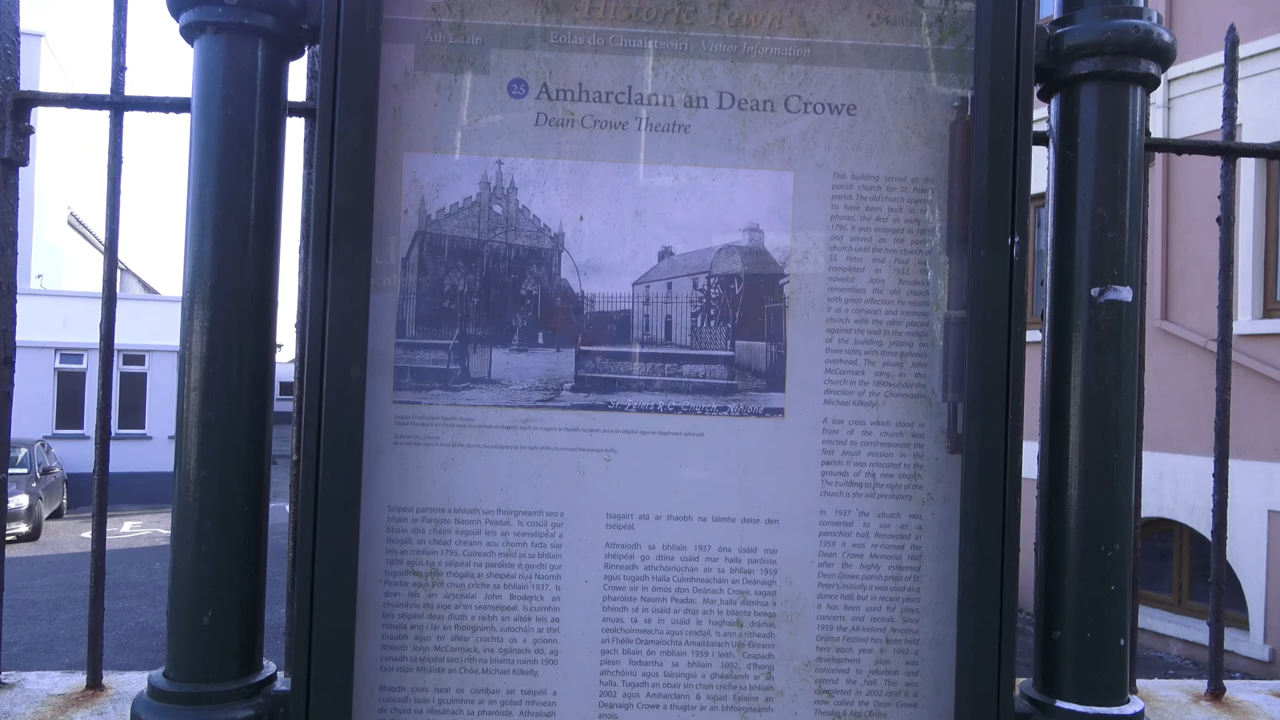 Historic Town
Áth Luain
Eolas do Chuairteoirí - Visitor Information
25 Amharclann an Dean Crowe
Dean Crowe Theatre
St. Peters R.C. Church, Athlone
This building served as the
parish church for St. Peter's
parish. The old church appears
to have been built in two
phases, the first as early as
1795. It was enlarged in 1809
and served as the parish
church until the new church of
SS Peter and Paul was
completed in 1937. The
novelist John Broderick
remembers the old church
with great affection. He recalls
it as a compact and intimate
church with the altar placed
against the wall in the middle
of the building, seating on
three sides, with three galleries
overhead. The young John
McCormack sang in this
church in the 1890s under the
direction of the Choirmaster,
Michael Kilkelly.
A low cross which stood in
front of the church was
erected to commemorate the
first Jesuit mission in the
parish. It was relocated to the
grounds of the new church.
The building to the right of the
church is the old presbytery.
In 1937 the church was
converted to use as a
parochial hall. Renovated in
1959 it was re-named the
Dean Crowe Memorial Hall
after the highly esteemed
Dean Crowe, parish priest of St.
Peter's. Initially it was used as a
dance hall, but in recent years
it has been used for plays,
concerts and recitals. Since
1959 the All-Ireland Amateur
Drama Festival has been held
here each year. In 1992 a
development plan was
conceived to refurbish and
extend the hall. This was
completed in 2002 and it is
now called the Dean Crowe
Theatre & Arts Centre.
Séipéal paróiste a bhíodh san fhoirgneamh seo a
bhain le Paróiste Naomh Peadar. Is cosúil gur
bhain dhá chéim éagsúil leis an seanséipéal a
thógáil, an chéad cheann acu chomh fada siar
leis an mbliain 1795. Cuireadh méid as sa bhliain
1809 agus ba é séipéal na paróiste é go dtí gur
tugadh an obair thógála ar shéipéal nua Naomh
Peadar agus Pól chun críche sa bhliain 1937. Is
dean leis an úrscéalaí John Broderick an
chuimhne atá aige ar an seanséipéal. Is cuimhin
leis séipéal deas dlúth a raibh an altóir leis an
mballa ann i lár an fhoirgnimh, suíocháin ar thrí
thaobh agus trí áiléar crochta os a gcionn.
Bhíodh John McCormack, ina ógánach dó, ag
canadh sa séipéal seo i rith na blianta roimh 1900
faoi stiúir Mháistir an Chóir, Michael Kilkelly.
Bhíodh crois íseal os comhair an tséipéil a
cuireadh suas i gcuimhne ar an gcéad mhisean
de chuid na nÍosánach sa pharóiste. Athraíodh
tsagairt atá ar thaobh na láimhe deise den
tséipéal.
Athraíodh sa bhliain 1937 óna úsáid mar
shéipéal go dtína úsáid mar halla paróiste.
Rinneadh athchóiriúchán air sa bhliain 1959
agus tugadh Halla Cuimhneacháin an Deánaigh
Crowe air in ómós don Deánach Crowe, sagart
pharóiste Naomh Peadar. Mar halla damhsa a
bhíodh sé in úsáid ar dtús ach le blianta beaga
anuas, tá sé in úsáid le haghaidh drámaí,
ceolchoirmeacha agus ceadail. Is ann a ritheadh
an Fhéile Drámaíochta Amaitéarach Uile Éireann
gach bliain ón mbliain 1959 i leith. Ceapadh
plean forbartha sa bhliain 1992 d'fhonn
athchóiriú agus fairsingiú a dhéanamh ar an
halla. Tugadh an obair sin chun críche sa bhliain
2002 agus Amharclann & Ionad Ealaíne an
Deánaigh Crowe a thugtar ar an bhfoirgneamh
anois.